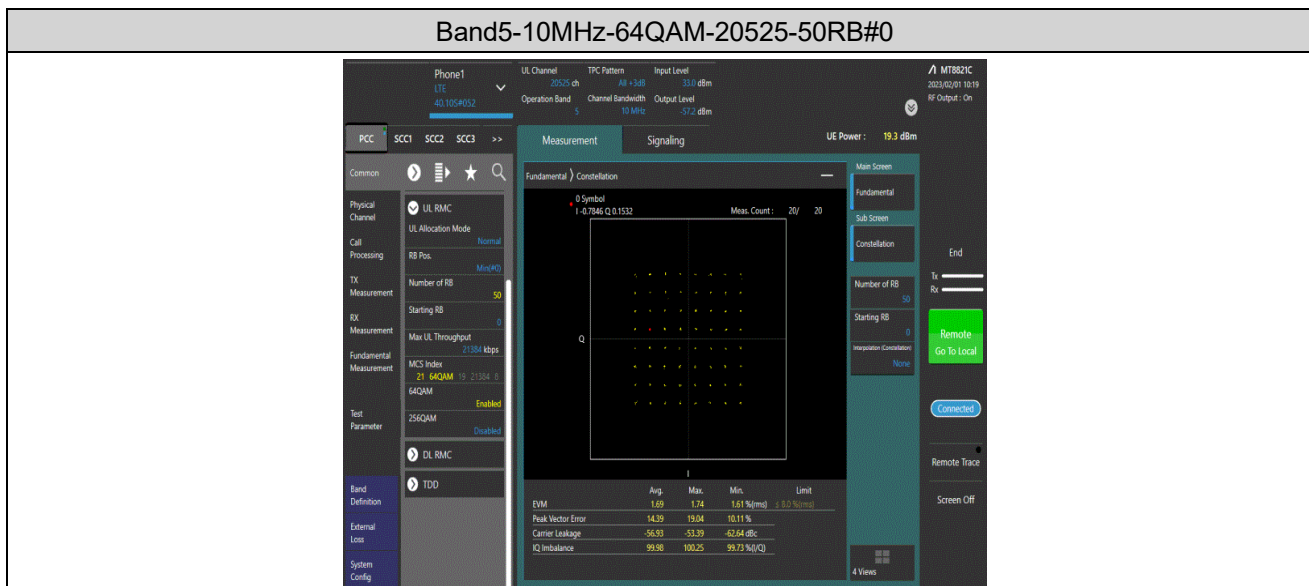 Band5-10MHz-64QAM-20525-50RB#0
Phone1
LTE
40.10S#052
UL Channel TPC Pattern Input Level
20525 ch All +3dB 33.0 dBm
Operation Band Channel Bandwidth Output Level
5 10 MHz -57.2 dBm
MT8821C
2023/02/01 10:19
RF Output : On
PCC SCC1 SCC2 SCC3 >>
Measurement Signaling
UE Power : 19.3 dBm
Common
Physical
Channel
Call
Processing
TX
Measurement
RX
Measurement
Fundamental
Measurement
Test
Parameter
Band
Definition
External
Loss
System
Config
UL RMC
UL Allocation Mode
Normal
RB Pos.
Min(#0)
Number of RB
50
Starting RB
0
Max UL Throughput
21384 kbps
MCS Index
21 64QAM 19 21384 6
64QAM
Enabled
256QAM
Disabled
DL RMC
TDD
Fundamental Constellation
0 Symbol
I -0.7846 Q 0.1532 Meas. Count : 20/ 20
Q
I
Avg. Max. Min. Limit
EVM 1.69 1.74 1.61 %(rms) ≤ 8.0 %(rms)
Peak Vector Error 14.39 19.04 10.11 %
Carrier Leakage -56.93 -53.39 -62.64 dBc
IQ Imbalance 99.98 100.25 99.73 %(I/Q)
Main Screen
Fundamental
Sub Screen
Constellation
Number of RB
50
Starting RB
0
Interpolation (Constellation)
None
4 Views
End
Tx
Rx
Remote
Go To Local
Connected
Remote Trace
Screen Off